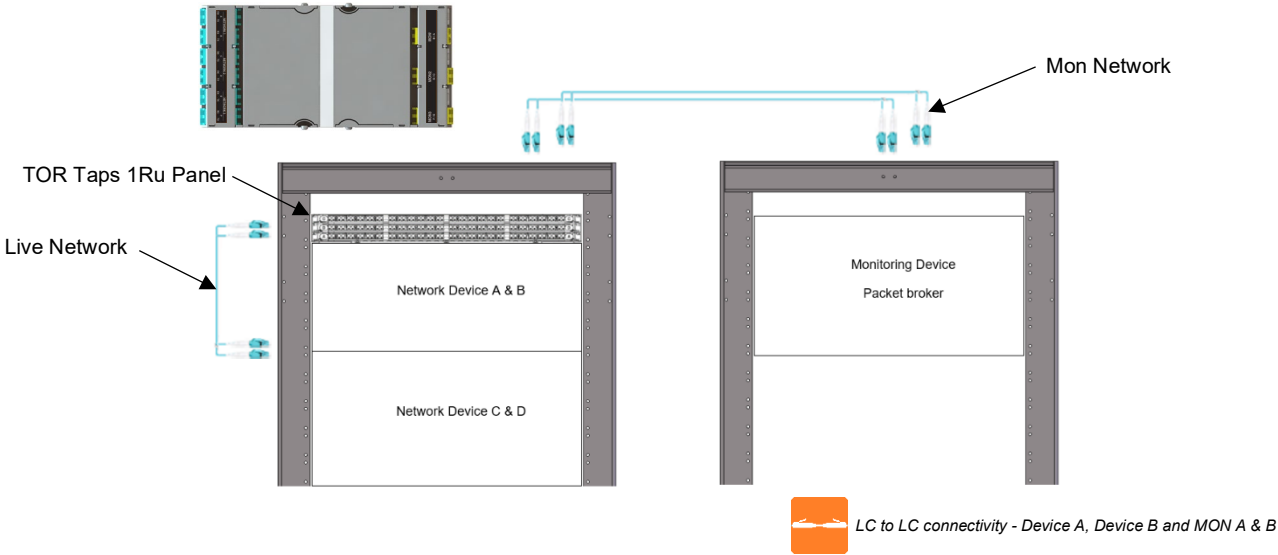 Mon Network
TOR Taps 1Ru Panel
Live Network
Network Device A & B
Network Device C & D
Monitoring Device
Packet broker
LC to LC connectivity - Device A, Device B and MON A & B